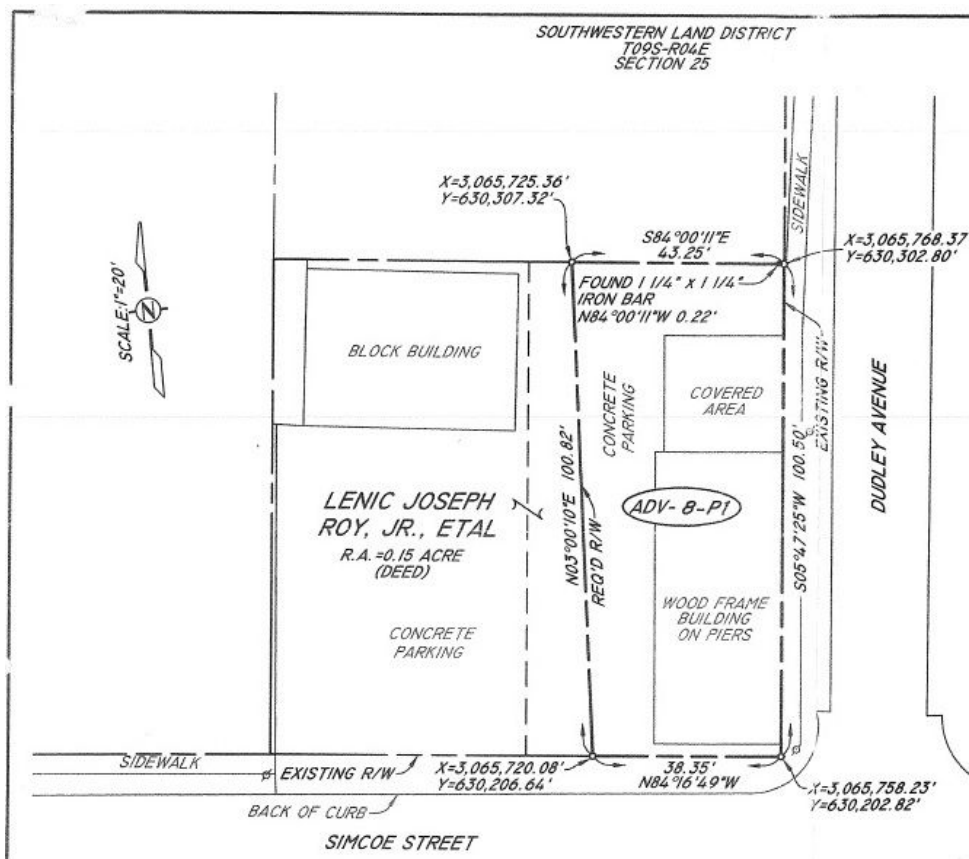 SOUTHWESTERN LAND DISTRICT
T09S-R04E
SECTION 25
X=3,065,725.36'
Y=630,307.32'
S84°00'11"E
43.25'
SIDEWALK
X=3,065,768.37'
Y=630,302.80'
FOUND 1 1/4" x 1 1/4"
IRON BAR
N84°00'11"W 0.22'
SCALE:1"=20'
N
BLOCK BUILDING
COVERED
AREA
CONCRETE
PARKING
EXISTING R/W
DUDLEY AVENUE
N03°00'10"E 100.82'
REQ'D R/W
S05°47'25"W 100.50'
LENIC JOSEPH
ROY, JR., ETAL
R.A.=0.15 ACRE
(DEED)
ADV-8-P1
WOOD FRAME
BUILDING
ON PIERS
CONCRETE
PARKING
SIDEWALK
EXISTING R/W
X=3,065,720.08'
Y=630,206.64'
38.35'
N84°16'49"W
X=3,065,758.23'
Y=630,202.82'
BACK OF CURB
SIMCOE STREET